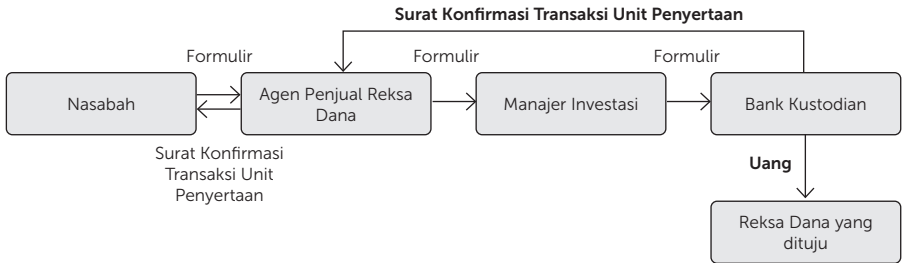 Surat Konfirmasi Transaksi Unit Penyertaan
Formulir
Formulir
Formulir
Nasabah
Agen Penjual Reksa
Dana
Manajer Investasi
Bank Kustodian
Surat Konfirmasi
Transaksi Unit
Penyertaan
Uang
Reksa Dana yang
dituju